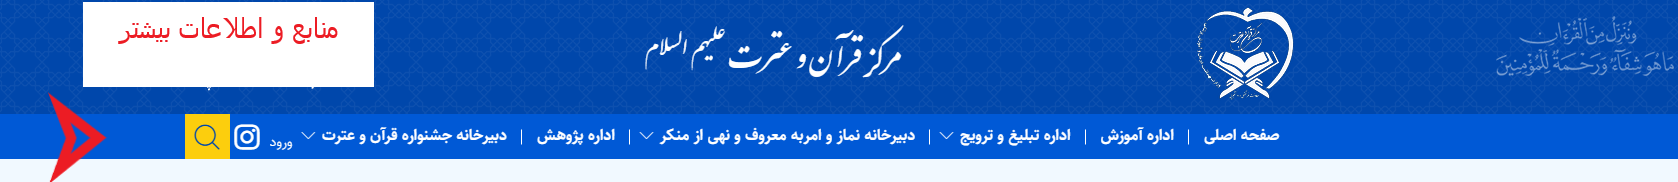 وَنُنَزِّلُ مِنَ الْقُرْآنِ
مَا هُوَ شِفَاءٌ وَرَحْمَةٌ لِلْمُؤْمِنِينَ
مرکز قرآن و عترت علیهم السلام
منابع و اطلاعات بیشتر
صفحه اصلی
اداره آموزش
اداره تبلیغ و ترویج
دبیرخانه نماز و امربه معروف و نهی از منکر
اداره پژوهش
دبیرخانه جشنواره قرآن و عترت
ورود